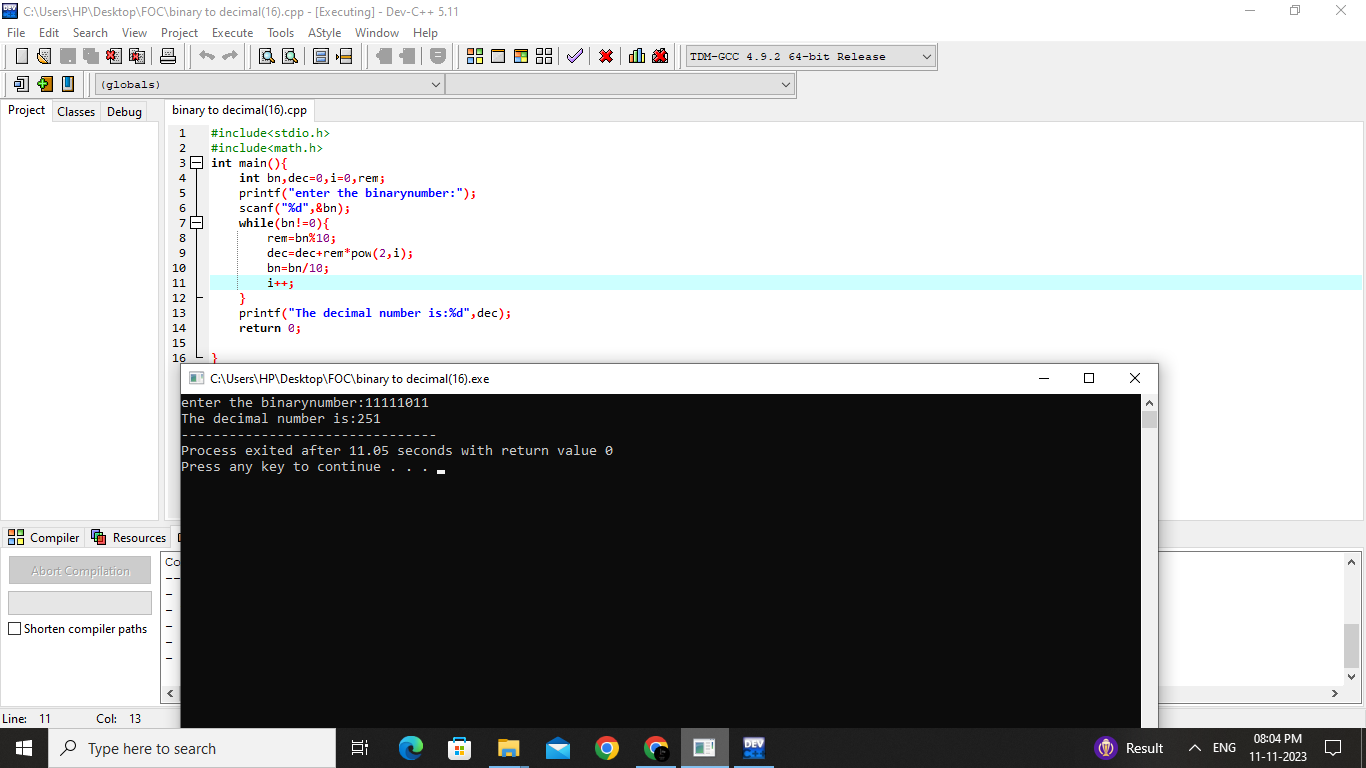 C:\Users\HP\Desktop\FOC\binary to decimal(16).cpp - [Executing] - Dev-C++ 5.11
File Edit Search View Project Execute Tools AStyle Window Help
TDM-GCC 4.9.2 64-bit Release
(globals)
Project Classes Debug
binary to decimal(16).cpp
1 #include<stdio.h>
2 #include<math.h>
3 int main(){
4 int bn,dec=0,i=0,rem;
5 printf("enter the binarynumber:");
6 scanf("%d",&bn);
7 while(bn!=0){
8 rem=bn%10;
9 dec=dec+rem*pow(2,i);
10 bn=bn/10;
11 i++;
12 }
13 printf("The decimal number is:%d",dec);
14 return 0;
15
16 }
C:\Users\HP\Desktop\FOC\binary to decimal(16).exe
enter the binarynumber:11111011
The decimal number is:251
--------------------------------
Process exited after 11.05 seconds with return value 0
Press any key to continue . . .
Compiler Resources
Abort Compilation
Shorten compiler paths
Line: 11 Col: 13
Type here to search
DEV
Result
ENG
08:04 PM
11-11-2023